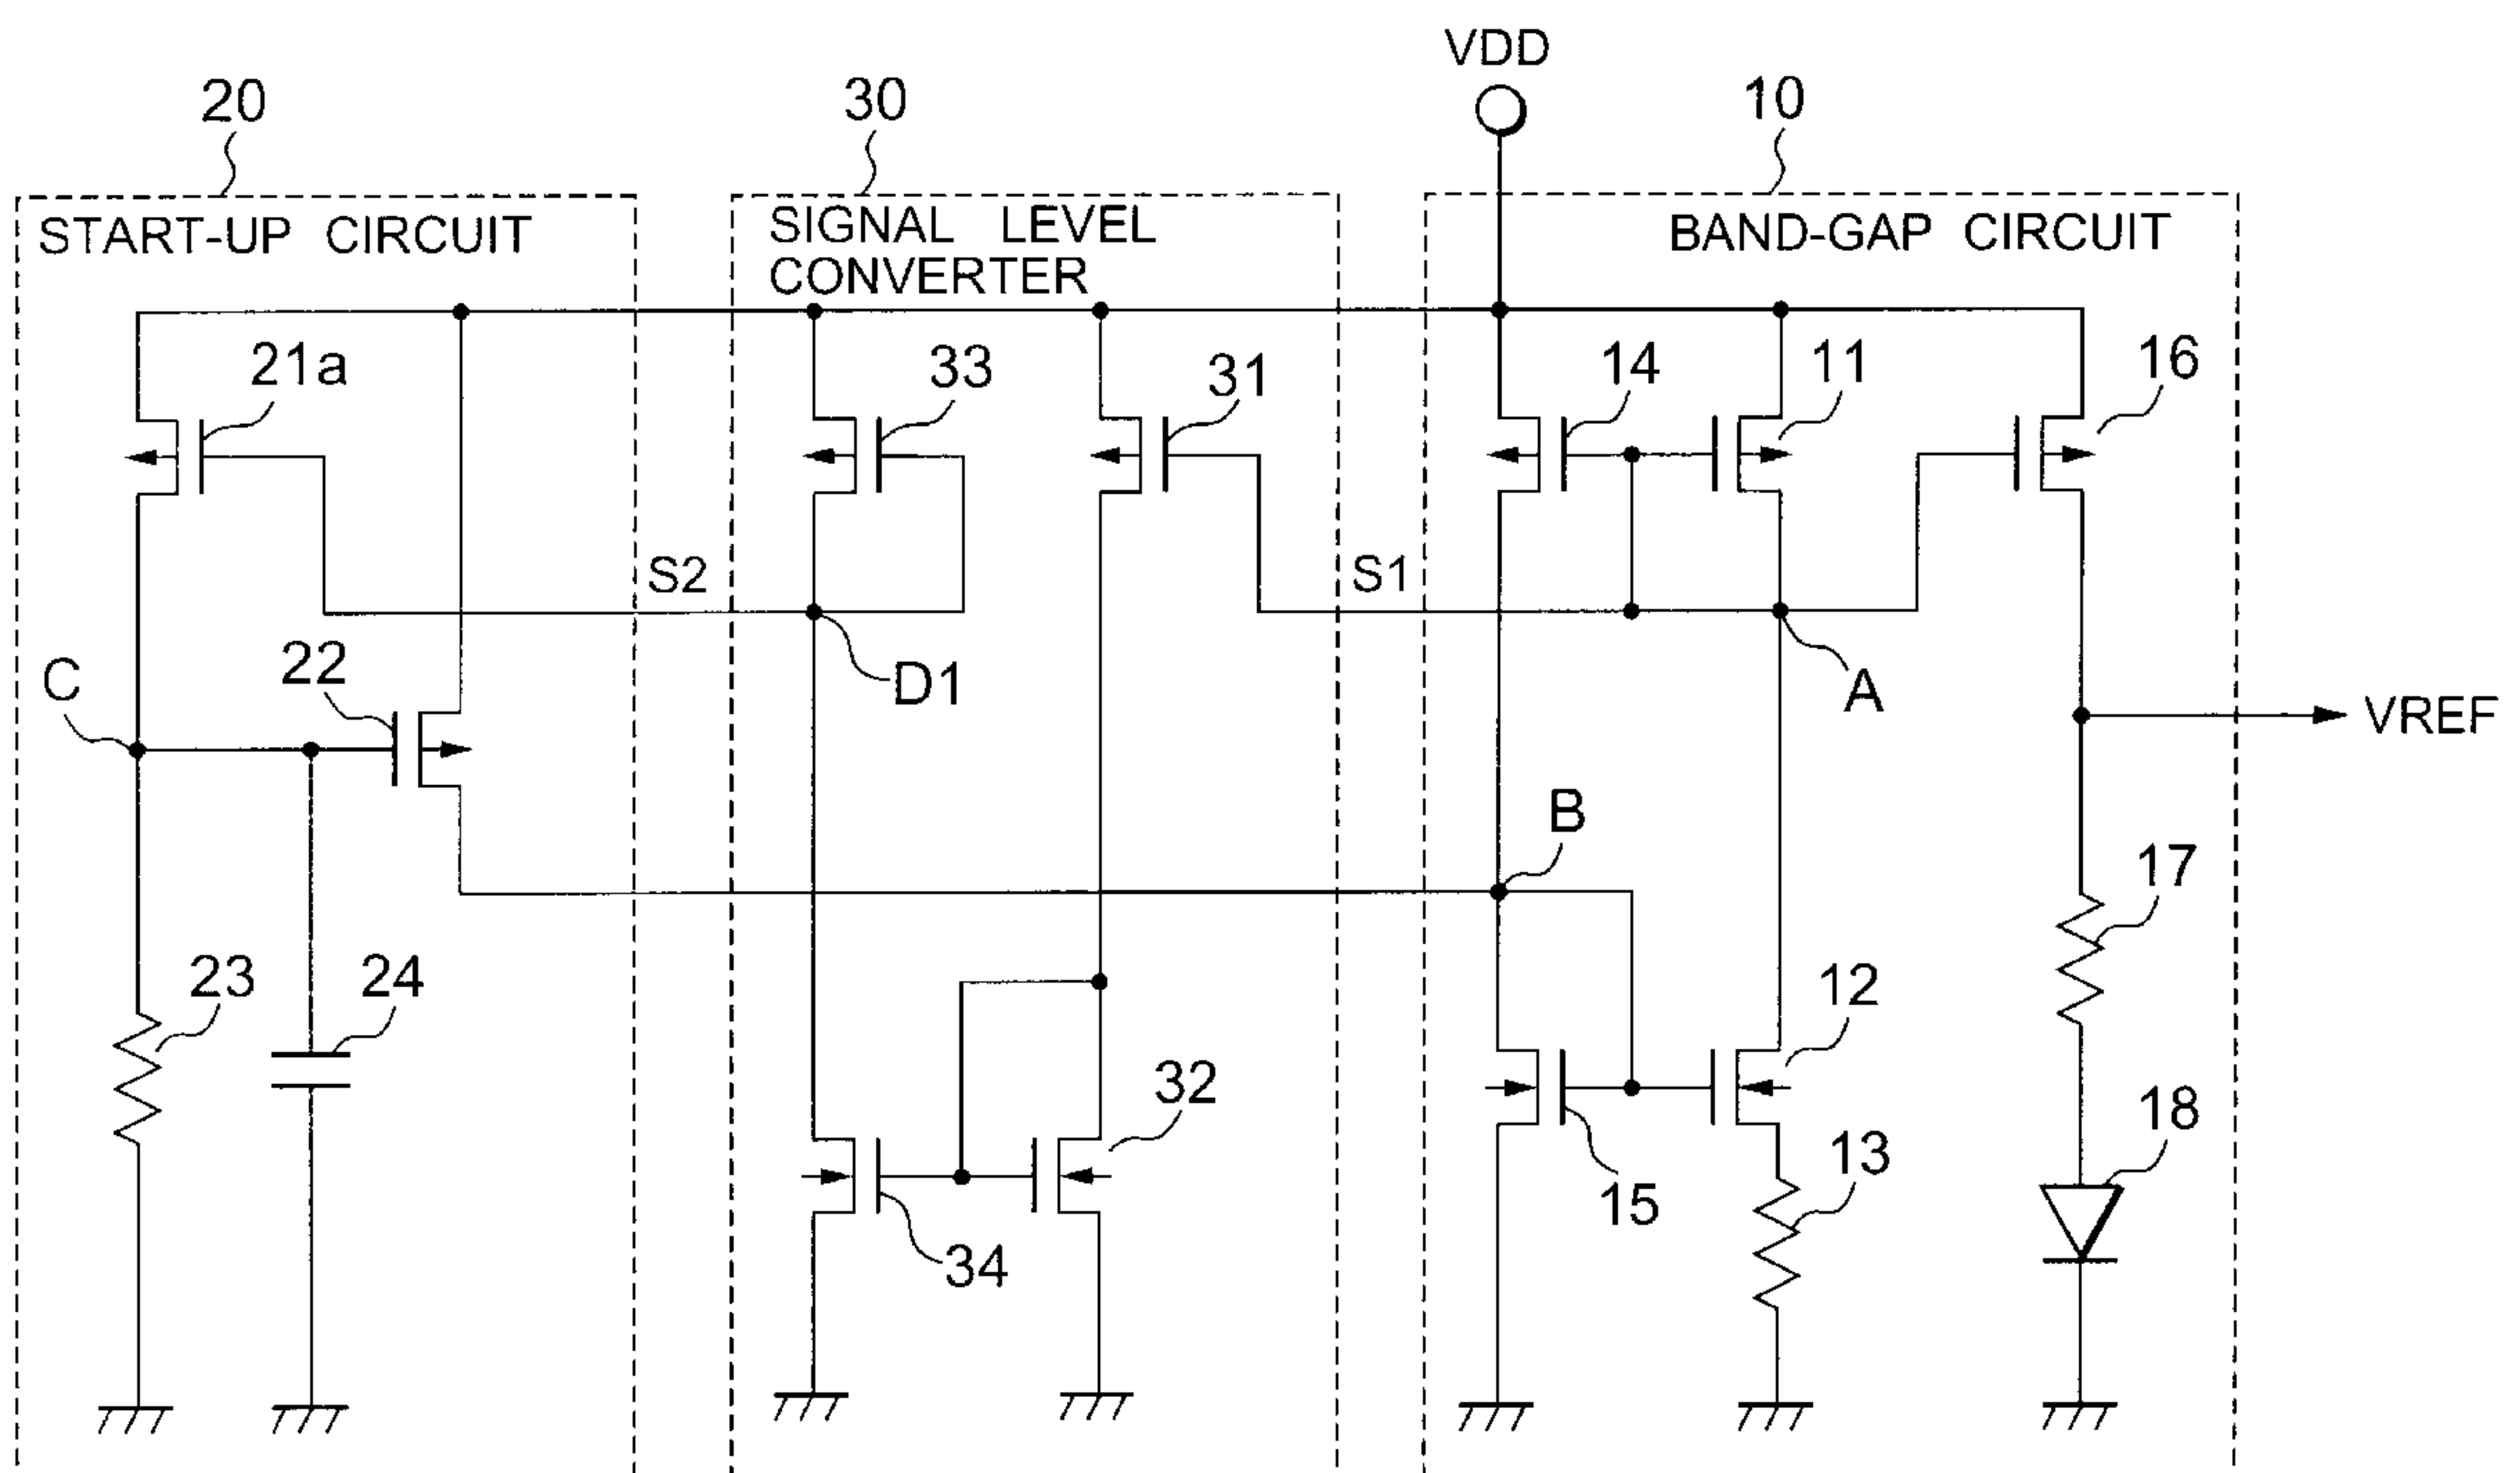 VDD
20
30
10
START-UP CIRCUIT
SIGNAL LEVEL
CONVERTER
BAND-GAP CIRCUIT
21a
33
31
14
11
16
S2
S1
C
22
D1
A
VREF
B
17
23
24
12
32
18
13
15
34